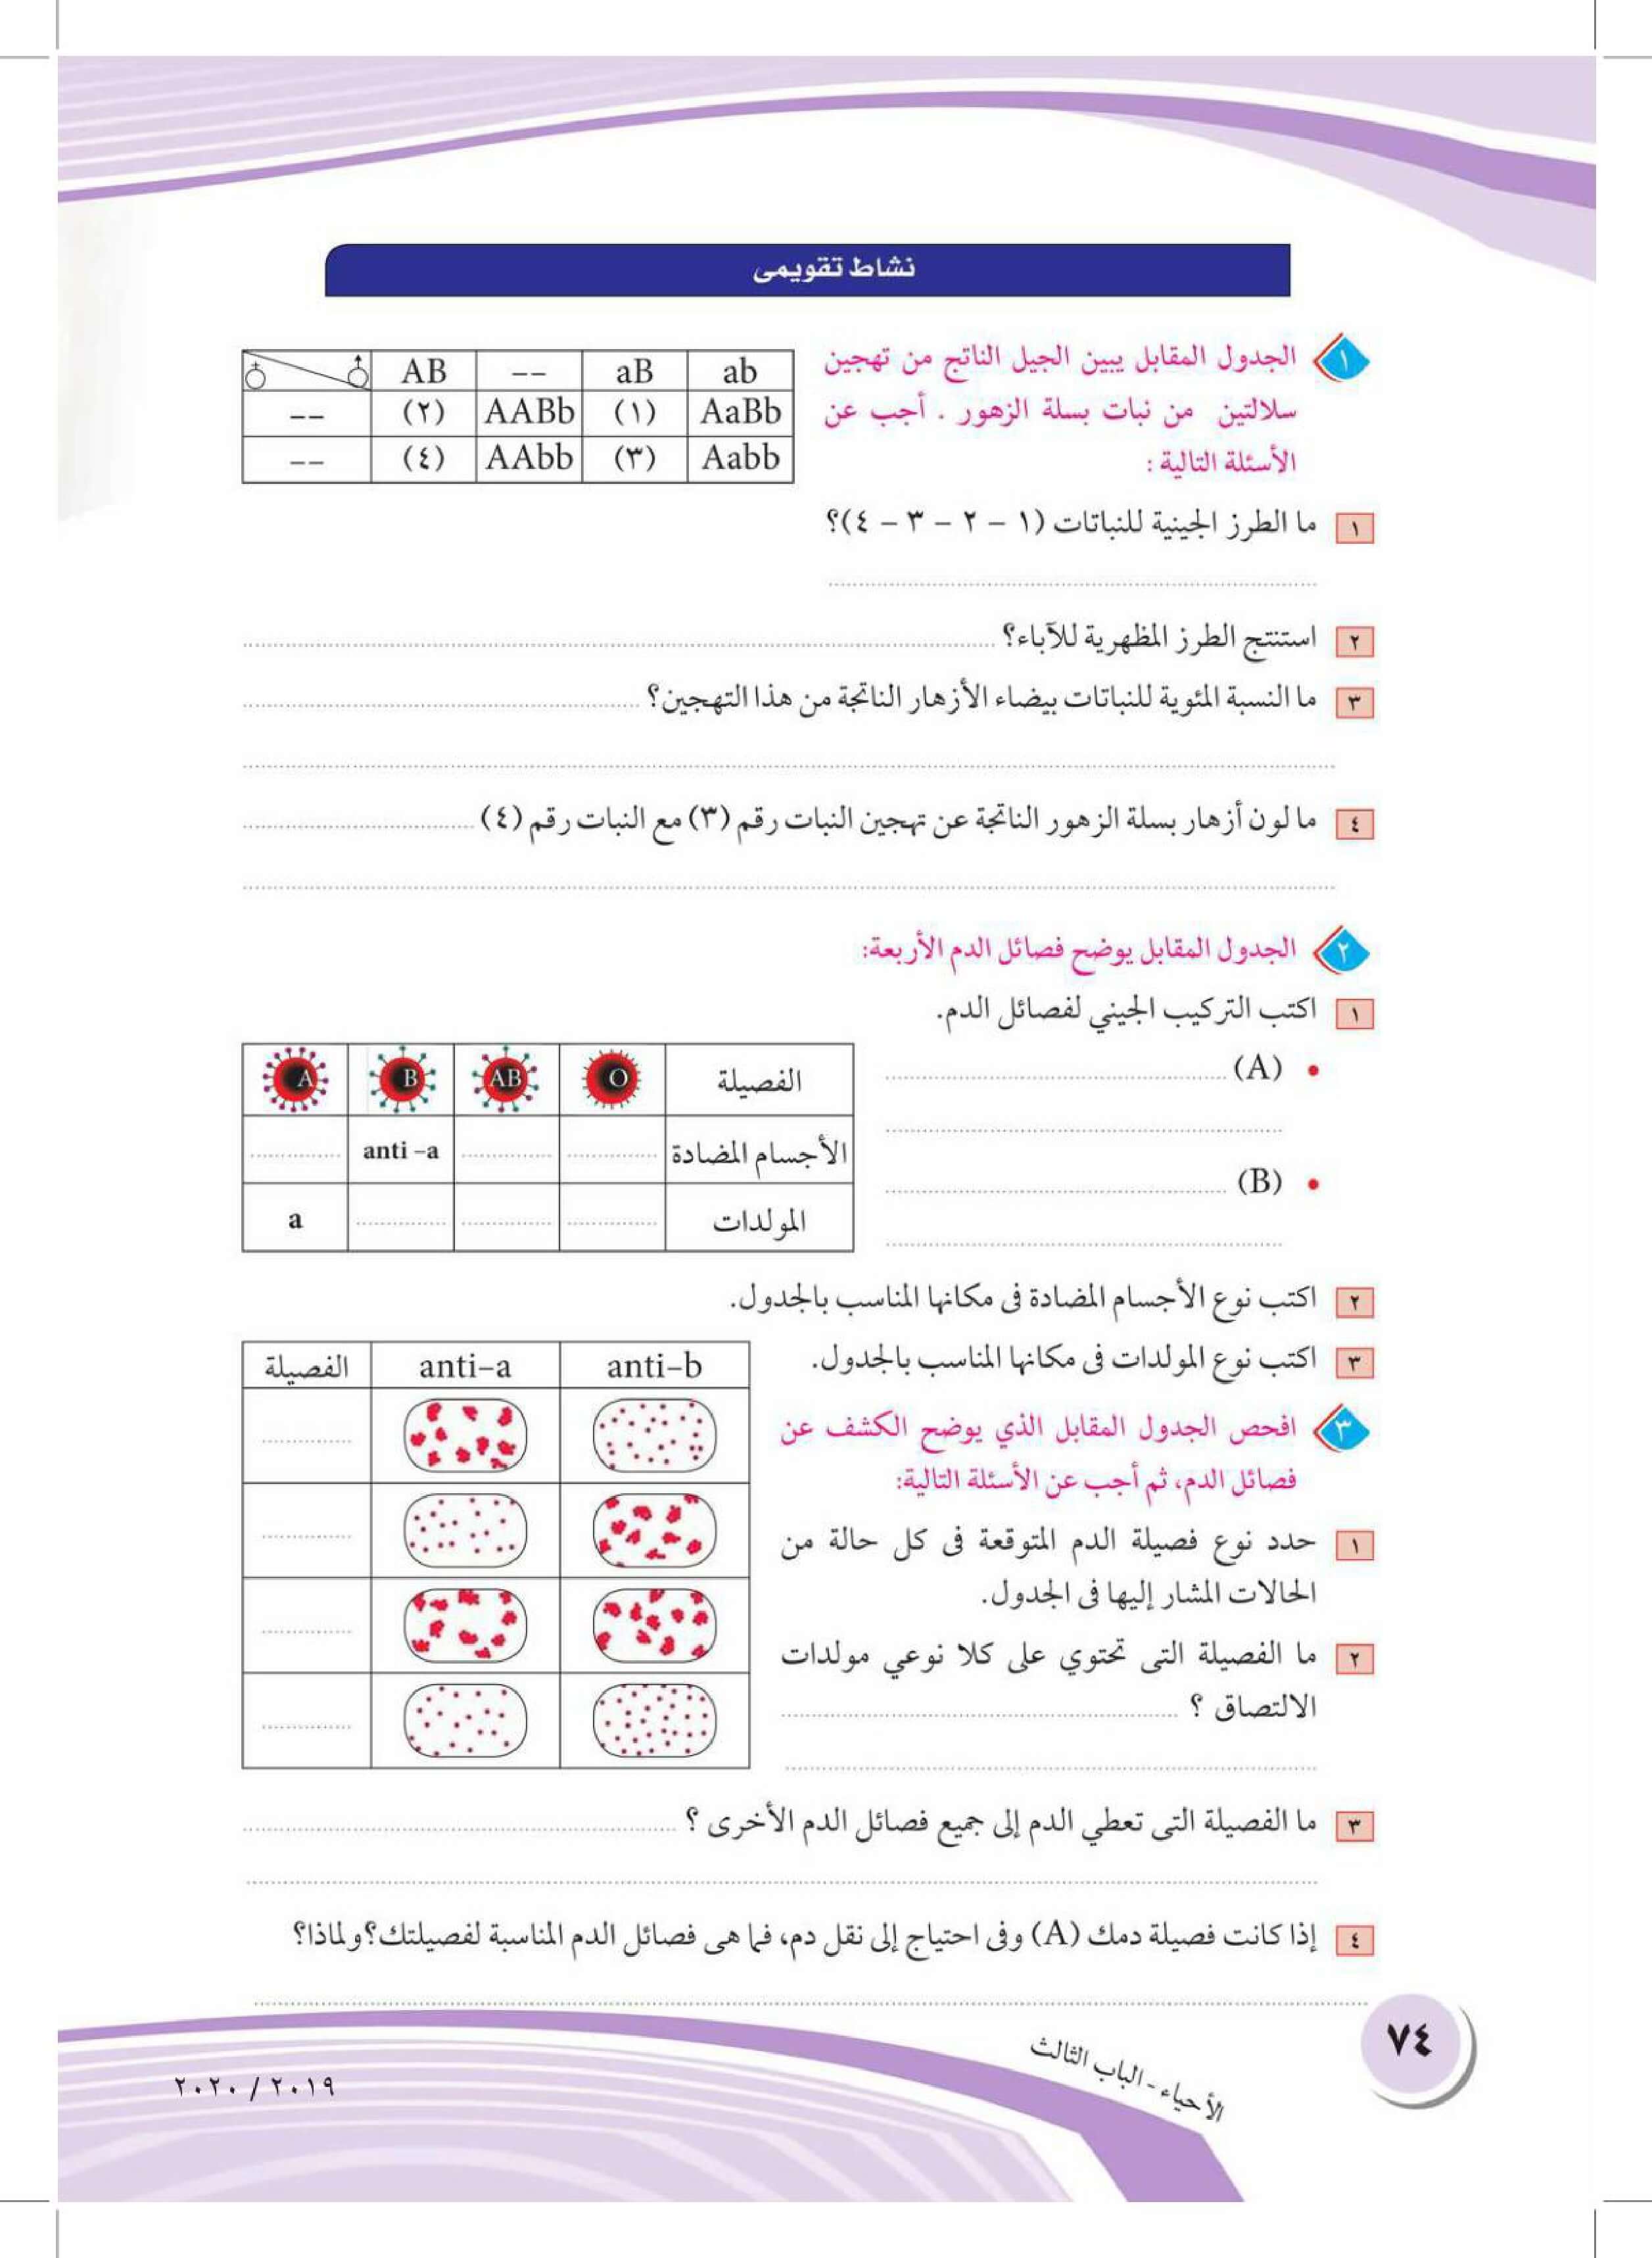 نشاط تقويمى
١ الجدول المقابل يبين الجيل الناتج من تهجين
سلالتين من نبات بسلة الزهور . أجب عن
الأسئلة التالية :
AB -- aB ab
-- (٢) AABb (١) AaBb
-- (٤) AAbb (٣) Aabb
١ ما الطرز الجينية للنباتات (١ – ٢ – ٣ – ٤)؟
٢ استنتج الطرز المظهرية للآباء؟
٣ ما النسبة المئوية للنباتات بيضاء الأزهار الناتجة من هذا التهجين؟
٤ ما لون أزهار بسلة الزهور الناتجة عن تهجين النبات رقم (٣) مع النبات رقم (٤)
٢ الجدول المقابل يوضح فصائل الدم الأربعة:
١ اكتب التركيب الجيني لفصائل الدم.
• (A)
• (B)
A B AB O الفصيلة
anti –a الأجسام المضادة
a المولدات
٢ اكتب نوع الأجسام المضادة فى مكانها المناسب بالجدول.
٣ اكتب نوع المولدات فى مكانها المناسب بالجدول.
٣ افحص الجدول المقابل الذي يوضح الكشف عن
فصائل الدم، ثم أجب عن الأسئلة التالية:
الفصيلة anti–a anti–b
١ حدد نوع فصيلة الدم المتوقعة فى كل حالة من
الحالات المشار إليها فى الجدول.
٢ ما الفصيلة التى تحتوي على كلا نوعي مولدات
الالتصاق ؟
٣ ما الفصيلة التى تعطي الدم إلى جميع فصائل الدم الأخرى ؟
٤ إذا كانت فصيلة دمك (A) وفى احتياج إلى نقل دم، فما هى فصائل الدم المناسبة لفصيلتك؟ ولماذا؟
٧٤
الأحياء - الباب الثالث
٢٠١٩ / ٢٠٢٠